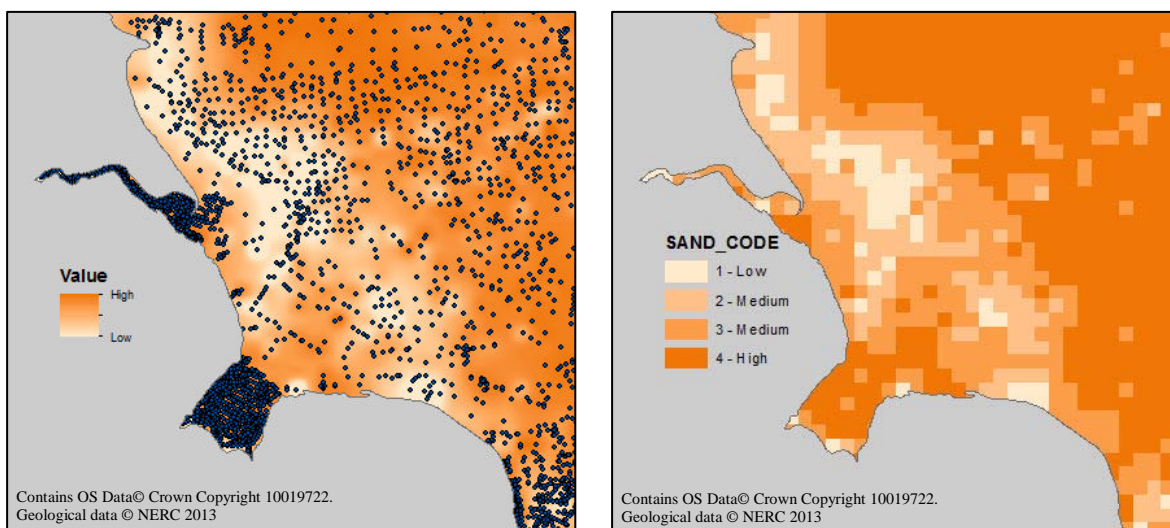 Value
High
Low
Contains OS Data© Crown Copyright 10019722.
Geological data © NERC 2013
SAND_CODE
1 - Low
2 - Medium
3 - Medium
4 - High
Contains OS Data© Crown Copyright 10019722.
Geological data © NERC 2013